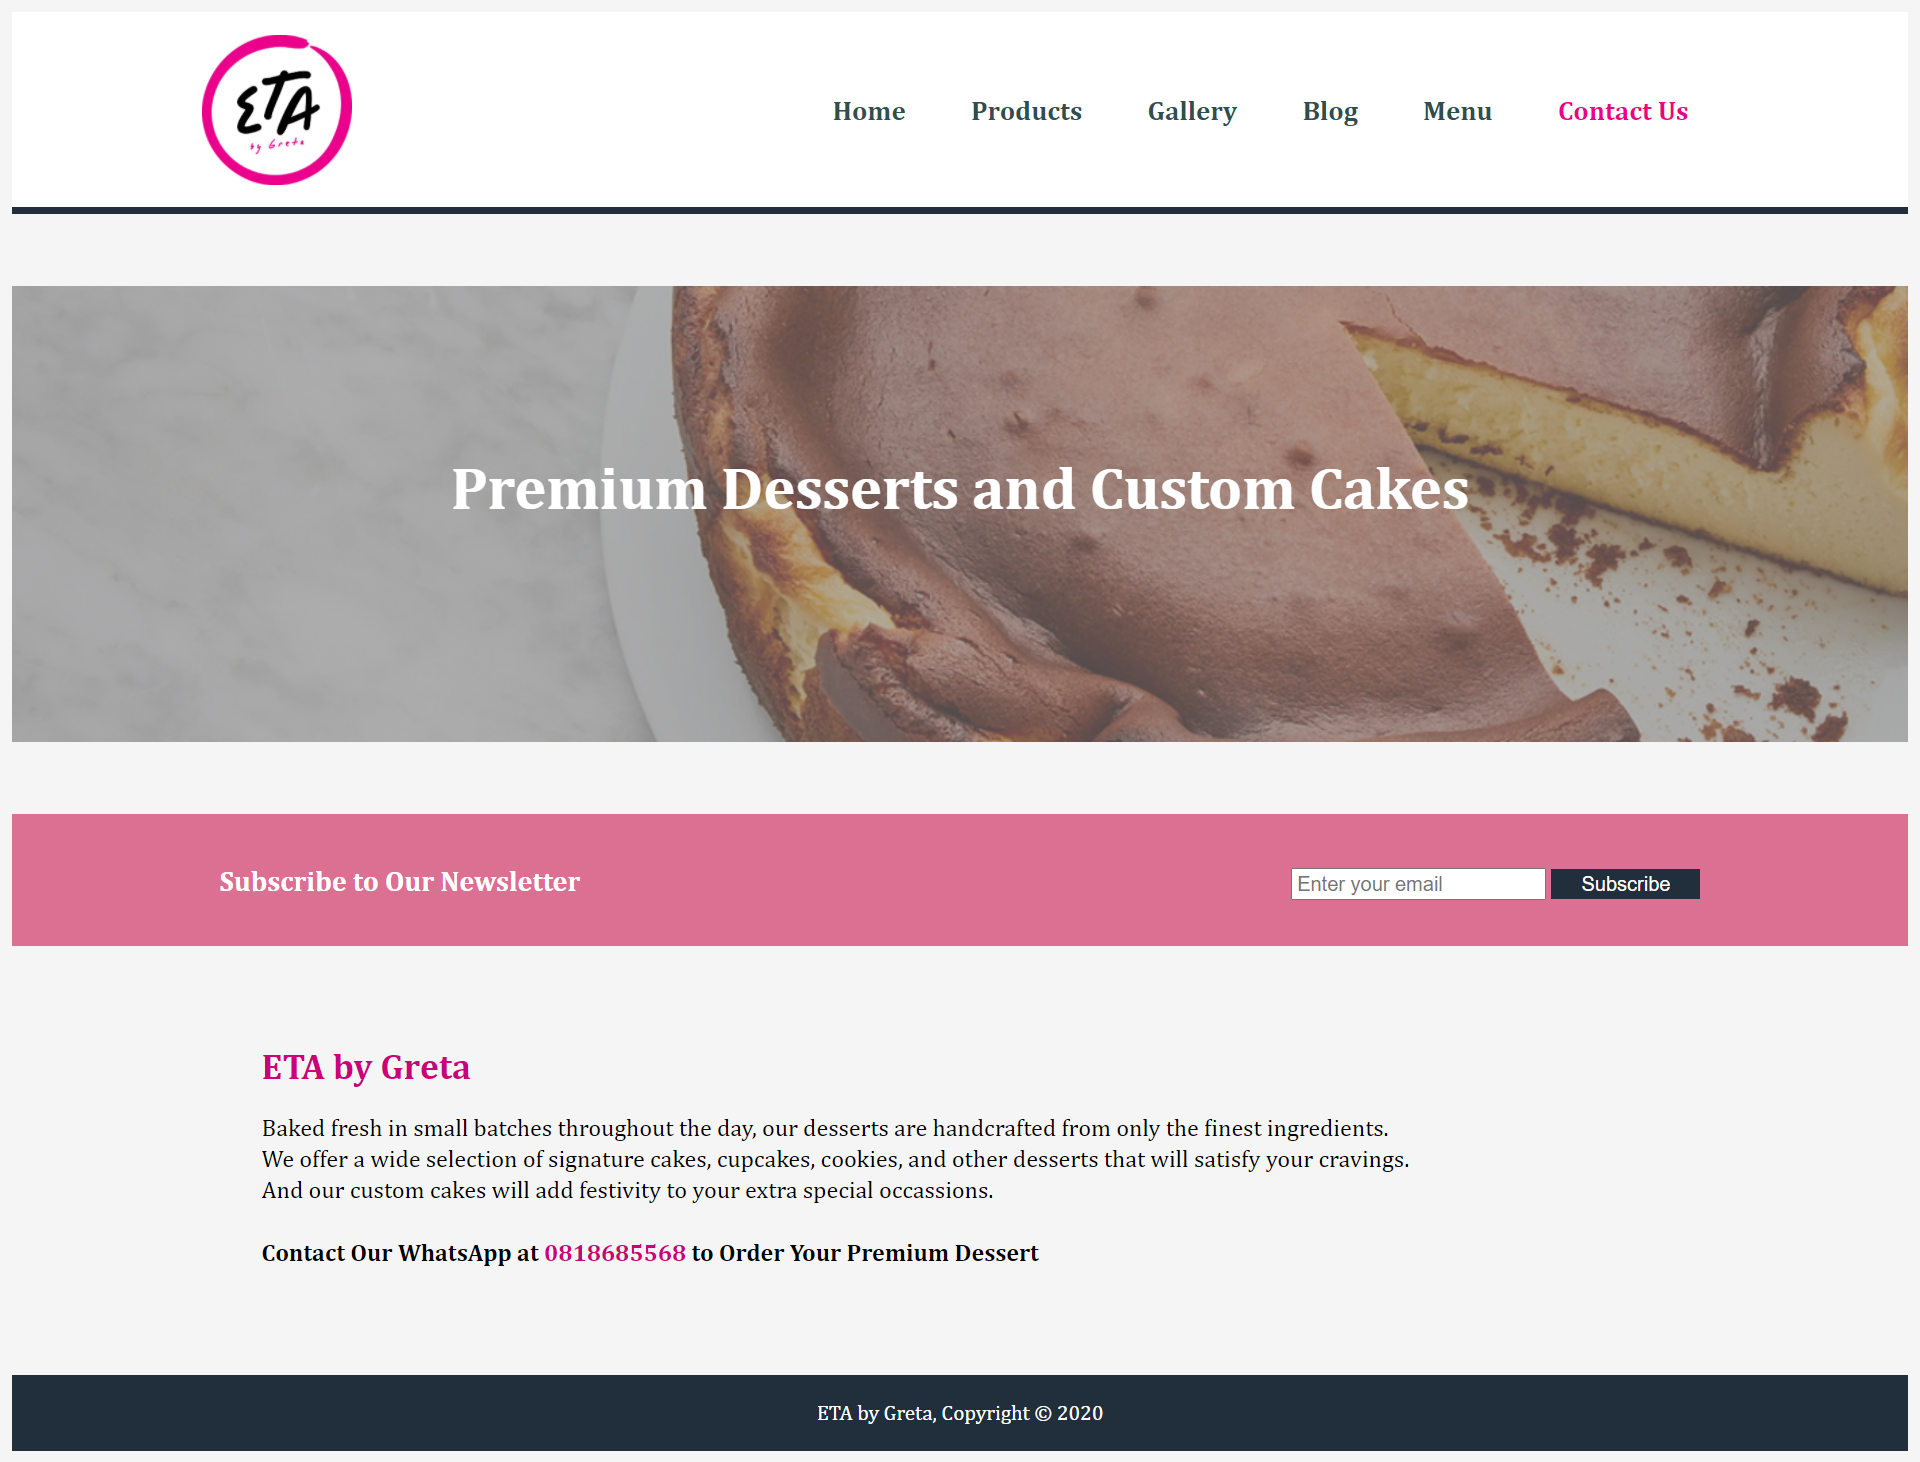 ETA
by Greta
Home Products Gallery Blog Menu Contact Us
Premium Desserts and Custom Cakes
Subscribe to Our Newsletter
Enter your email Subscribe
ETA by Greta
Baked fresh in small batches throughout the day, our desserts are handcrafted from only the finest ingredients.
We offer a wide selection of signature cakes, cupcakes, cookies, and other desserts that will satisfy your cravings.
And our custom cakes will add festivity to your extra special occassions.
Contact Our WhatsApp at 0818685568 to Order Your Premium Dessert
ETA by Greta, Copyright © 2020